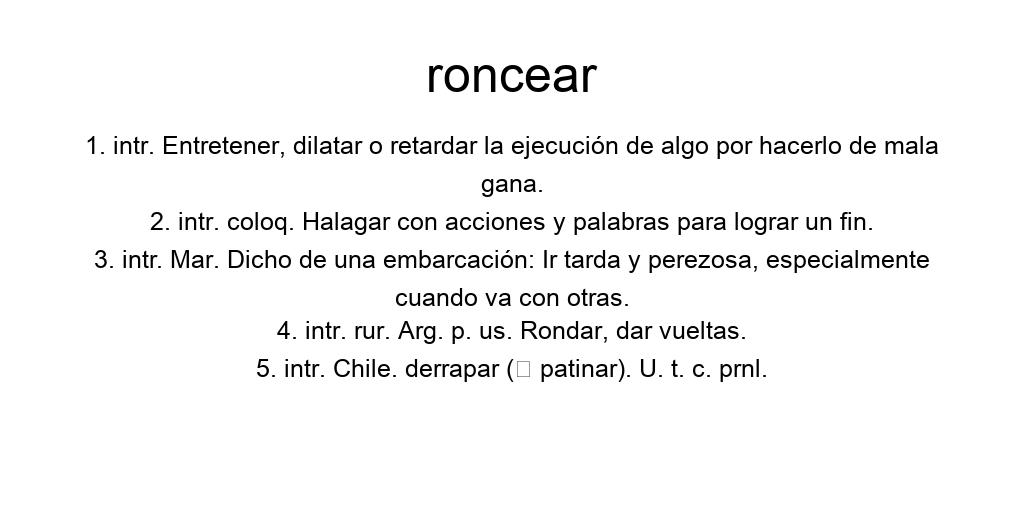 roncear
1. intr. Entretener, dilatar o retardar la ejecución de algo por hacerlo de mala
gana.
2. intr. coloq. Halagar con acciones y palabras para lograr un fin.
3. intr. Mar. Dicho de una embarcación: Ir tarda y perezosa, especialmente
cuando va con otras.
4. intr. rur. Arg. p. us. Rondar, dar vueltas.
5. intr. Chile. derrapar (□ patinar). U. t. c. prnl.